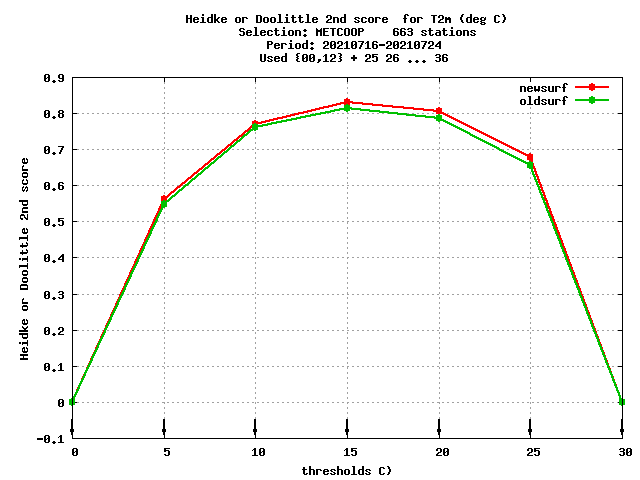 Heidke or Doolittle 2nd score  for T2m (deg C)
Selection: METCOOP    663 stations
Period: 20210716-20210724
Used {00,12} + 25 26 ... 36
newsurf
oldsurf
0.9
0.8
0.7
0.6
0.5
0.4
0.3
0.2
0.1
0
-0.1
Heidke or Doolittle 2nd score
0 5 10 15 20 25 30
thresholds C)